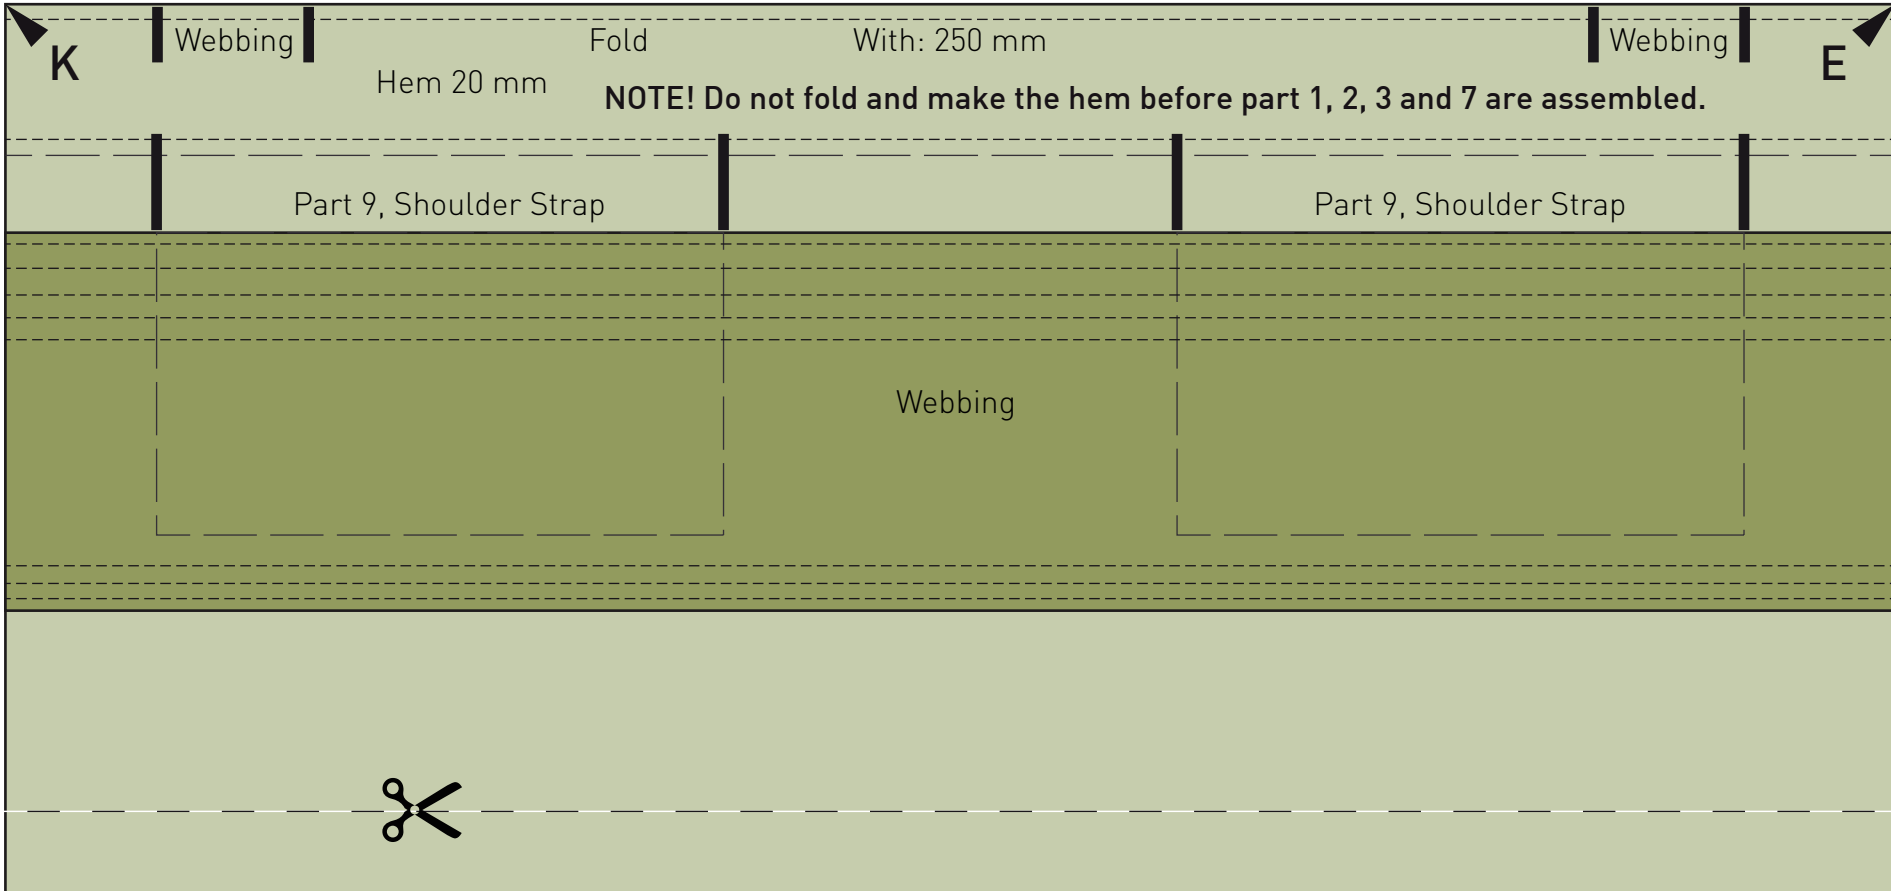 Webbing Fold With: 250 mm Webbing
K E
Hem 20 mm
NOTE! Do not fold and make the hem before part 1, 2, 3 and 7 are assembled.
Part 9, Shoulder Strap Part 9, Shoulder Strap
Webbing